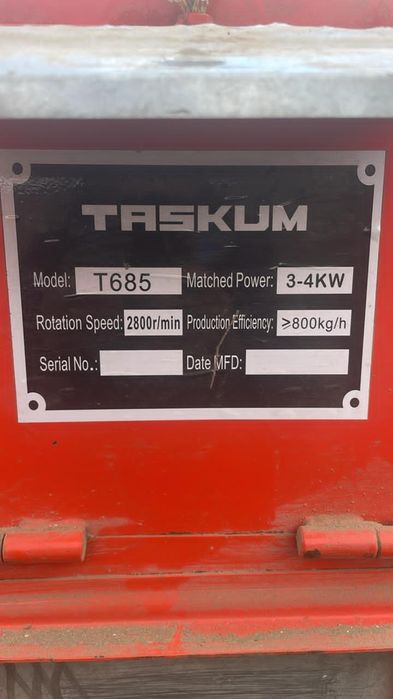 TASKUM
Model: T685 Matched Power: 3-4KW
Rotation Speed: 2800r/min Production Efficiency: ≥800kg/h
Serial No.: Date MFD: